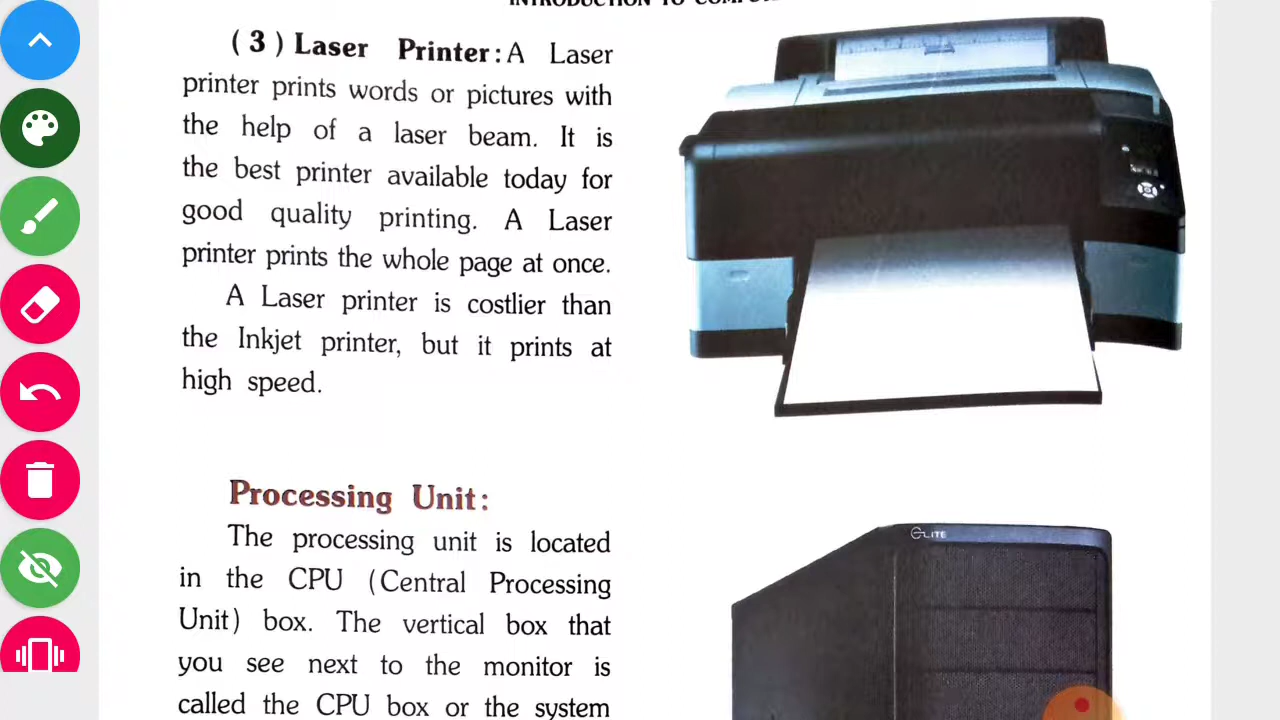 (3) Laser Printer: A Laser
printer prints words or pictures with
the help of a laser beam. It is
the best printer available today for
good quality printing. A Laser
printer prints the whole page at once.
A Laser printer is costlier than
the Inkjet printer, but it prints at
high speed.
Processing Unit:
The processing unit is located
in the CPU (Central Processing
Unit) box. The vertical box that
you see next to the monitor is
called the CPU box or the system
GLITE